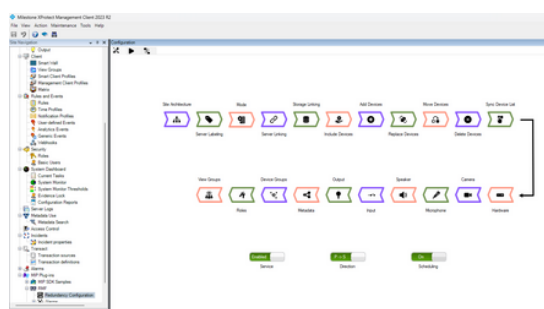 Milestone XProtect Management Client 2023 R2
File View Action Maintenance Tools Help
Site Navigation
Configuration
Output
Client
Smart Wall
View Groups
Smart Client Profiles
Management Client Profiles
Matrix
Rules and Events
Rules
Time Profiles
Notification Profiles
User-defined Events
Analytics Events
Generic Events
Webhooks
Security
Roles
Basic Users
System Dashboard
Current Tasks
System Monitor
System Monitor Thresholds
Evidence Lock
Configuration Reports
Server Logs
Metadata Use
Metadata Search
Access Control
Incidents
Incident properties
Transact
Transaction sources
Transaction definitions
Alarms
MIP Plug-ins
MIP SDK Samples
Redundancy Configuration
Site Architecture
Mode
Storage Linking
Add Devices
Move Devices
Sync Device List
Server Labeling
Server Linking
Include Devices
Replace Devices
Delete Devices
View Groups
Device Groups
Output
Speaker
Camera
Roles
Metadata
Input
Microphone
Hardware
Enabled
On
Service
Direction
Scheduling